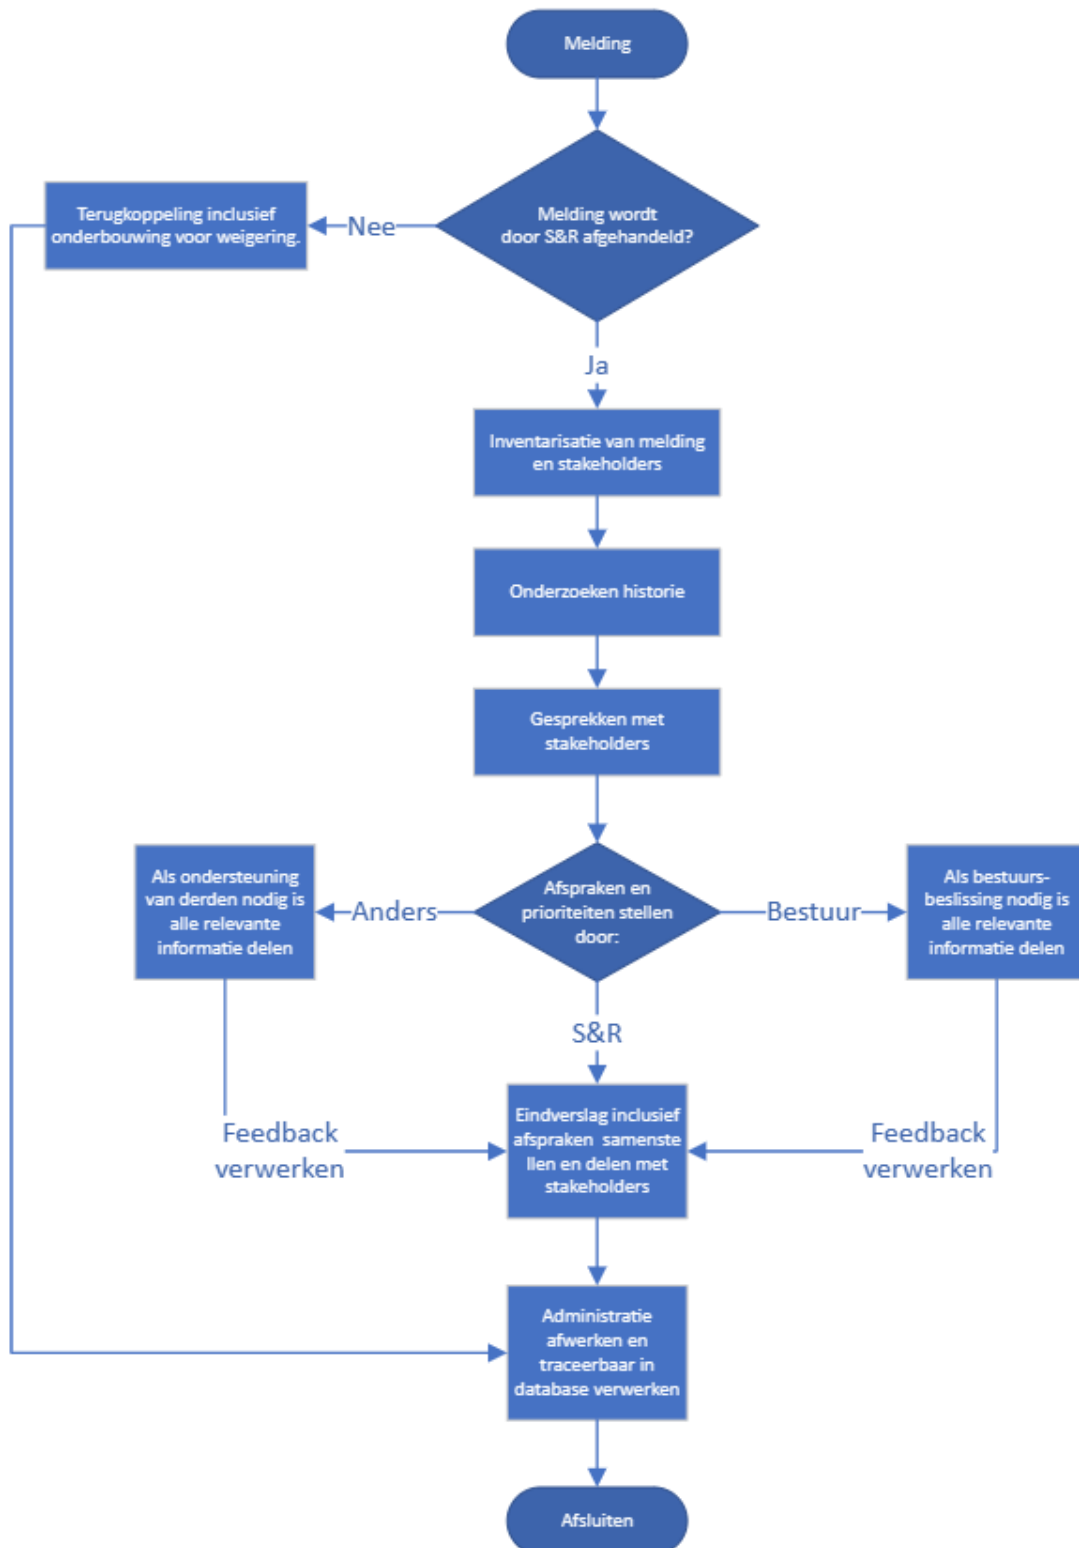 Melding
Melding wordt
door S&R afgehandeld?
Nee
Terugkoppeling inclusief
onderbouwing voor weigering.
Ja
Inventarisatie van melding
en stakeholders
Onderzoeken historie
Gesprekken met
stakeholders
Afspraken en
prioriteiten stellen
door:
Anders
Als ondersteuning
van derden nodig is
alle relevante
informatie delen
Bestuur
Als bestuurs-
beslissing nodig is
alle relevante
informatie delen
S&R
Feedback
verwerken
Eindverslag inclusief
afspraken samenste
llen en delen met
stakeholders
Feedback
verwerken
Administratie
afwerken en
traceerbaar in
database verwerken
Afsluiten